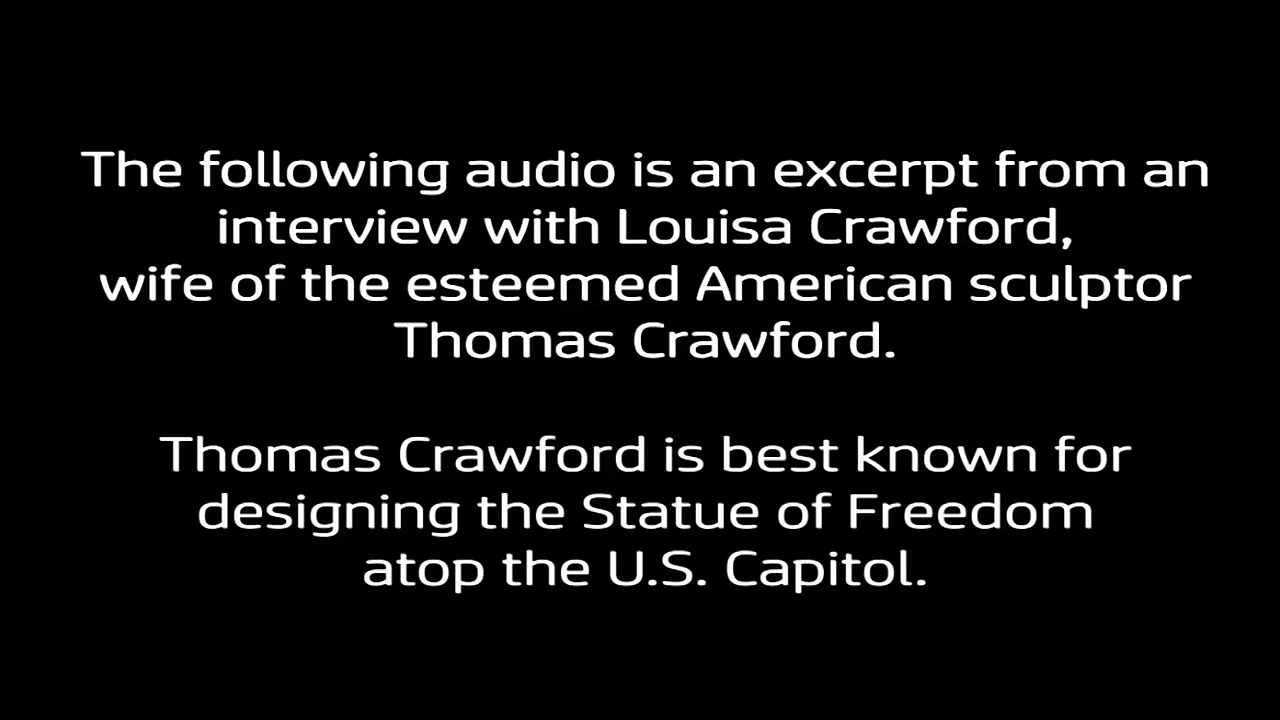 The following audio is an excerpt from an
interview with Louisa Crawford,
wife of the esteemed American sculptor
Thomas Crawford.
Thomas Crawford is best known for
designing the Statue of Freedom
atop the U.S. Capitol.